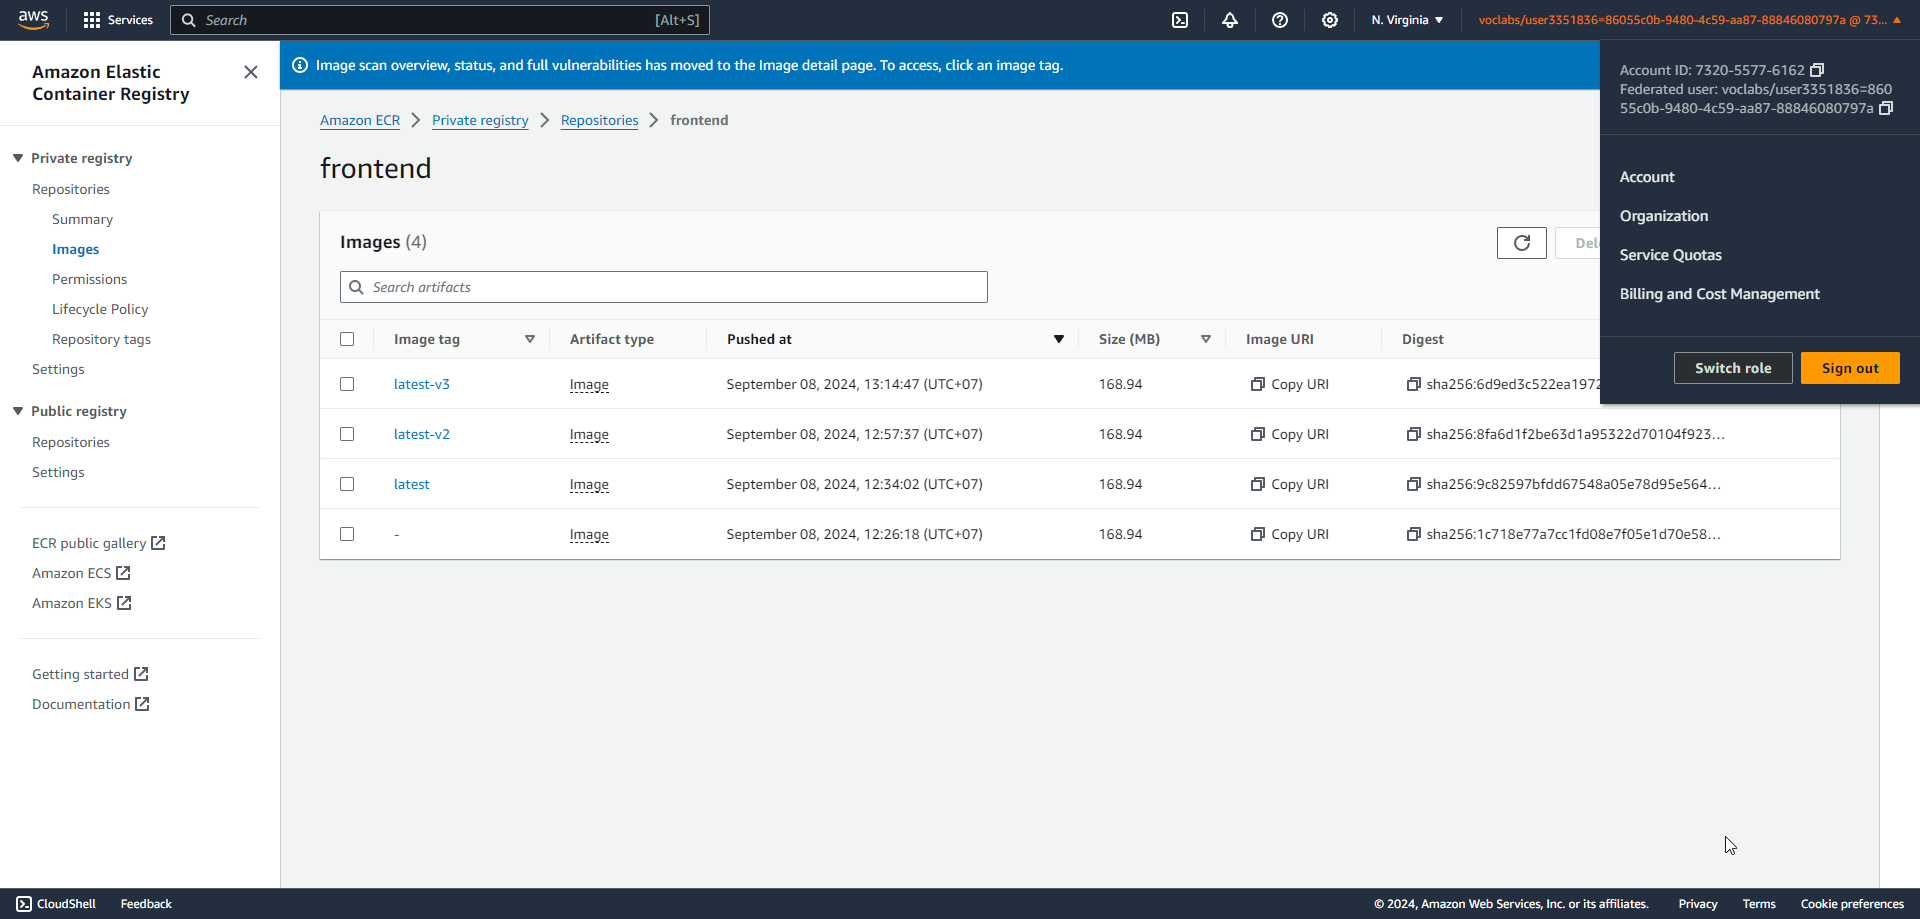 aws
Services
Search [Alt+S]
N. Virginia
voclabs/user3351836=86055c0b-9480-4c59-aa87-88846080797a @ 73...
Amazon Elastic
Container Registry
Private registry
Repositories
Summary
Images
Permissions
Lifecycle Policy
Repository tags
Settings
Public registry
Repositories
Settings
ECR public gallery
Amazon ECS
Amazon EKS
Getting started
Documentation
Image scan overview, status, and full vulnerabilities has moved to the Image detail page. To access, click an image tag.
Amazon ECR Private registry Repositories frontend
frontend
Images (4)
Search artifacts
Image tag Artifact type Pushed at Size (MB) Image URI Digest
latest-v3 Image September 08, 2024, 13:14:47 (UTC+07) 168.94 Copy URI sha256:6d9ed3c522ea1972
latest-v2 Image September 08, 2024, 12:57:37 (UTC+07) 168.94 Copy URI sha256:8fa6d1f2be63d1a95322d70104f923...
latest Image September 08, 2024, 12:34:02 (UTC+07) 168.94 Copy URI sha256:9c82597bfdd67548a05e78d95e564...
- Image September 08, 2024, 12:26:18 (UTC+07) 168.94 Copy URI sha256:1c718e77a7cc1fd08e7f05e1d70e58...
Account ID: 7320-5577-6162
Federated user: voclabs/user3351836=860
55c0b-9480-4c59-aa87-88846080797a
Account
Organization
Service Quotas
Billing and Cost Management
Switch role Sign out
CloudShell Feedback
© 2024, Amazon Web Services, Inc. or its affiliates. Privacy Terms Cookie preferences